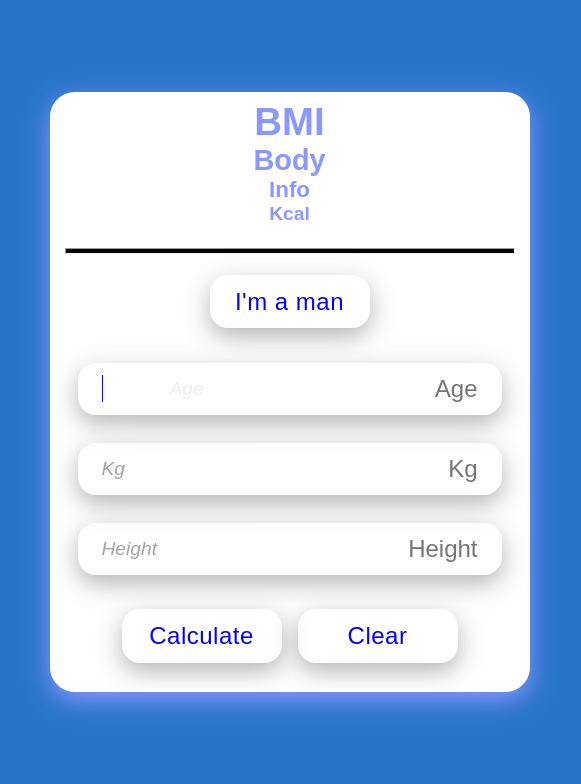 BMI
Body
Info
Kcal
I'm a man
Age Age
Kg Kg
Height Height
Calculate Clear